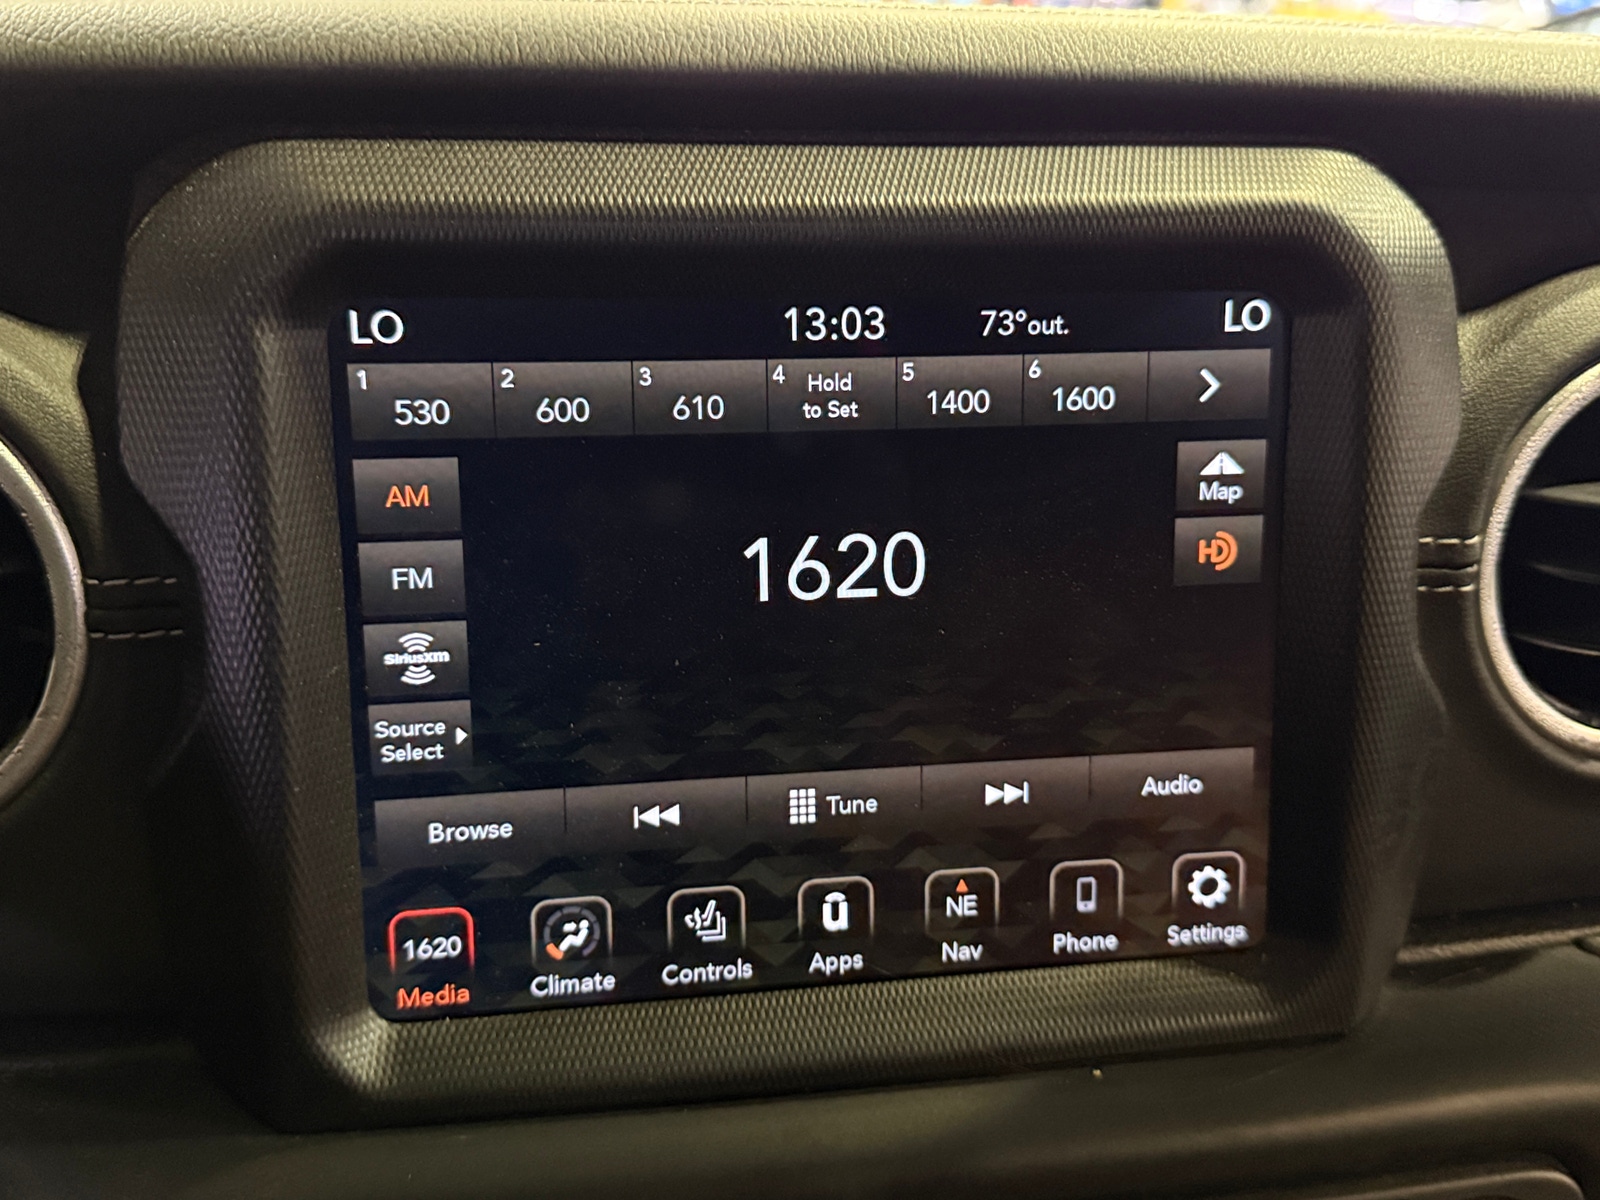 LO 13:03 73°out. LO
1 530 2 600 3 610 4 Hold to Set 5 1400 6 1600
AM
Map
1620
HD
FM
SiriusXM
Source
Select
Browse Tune Audio
1620 ú NE
Media Climate Controls Apps Nav Phone Settings